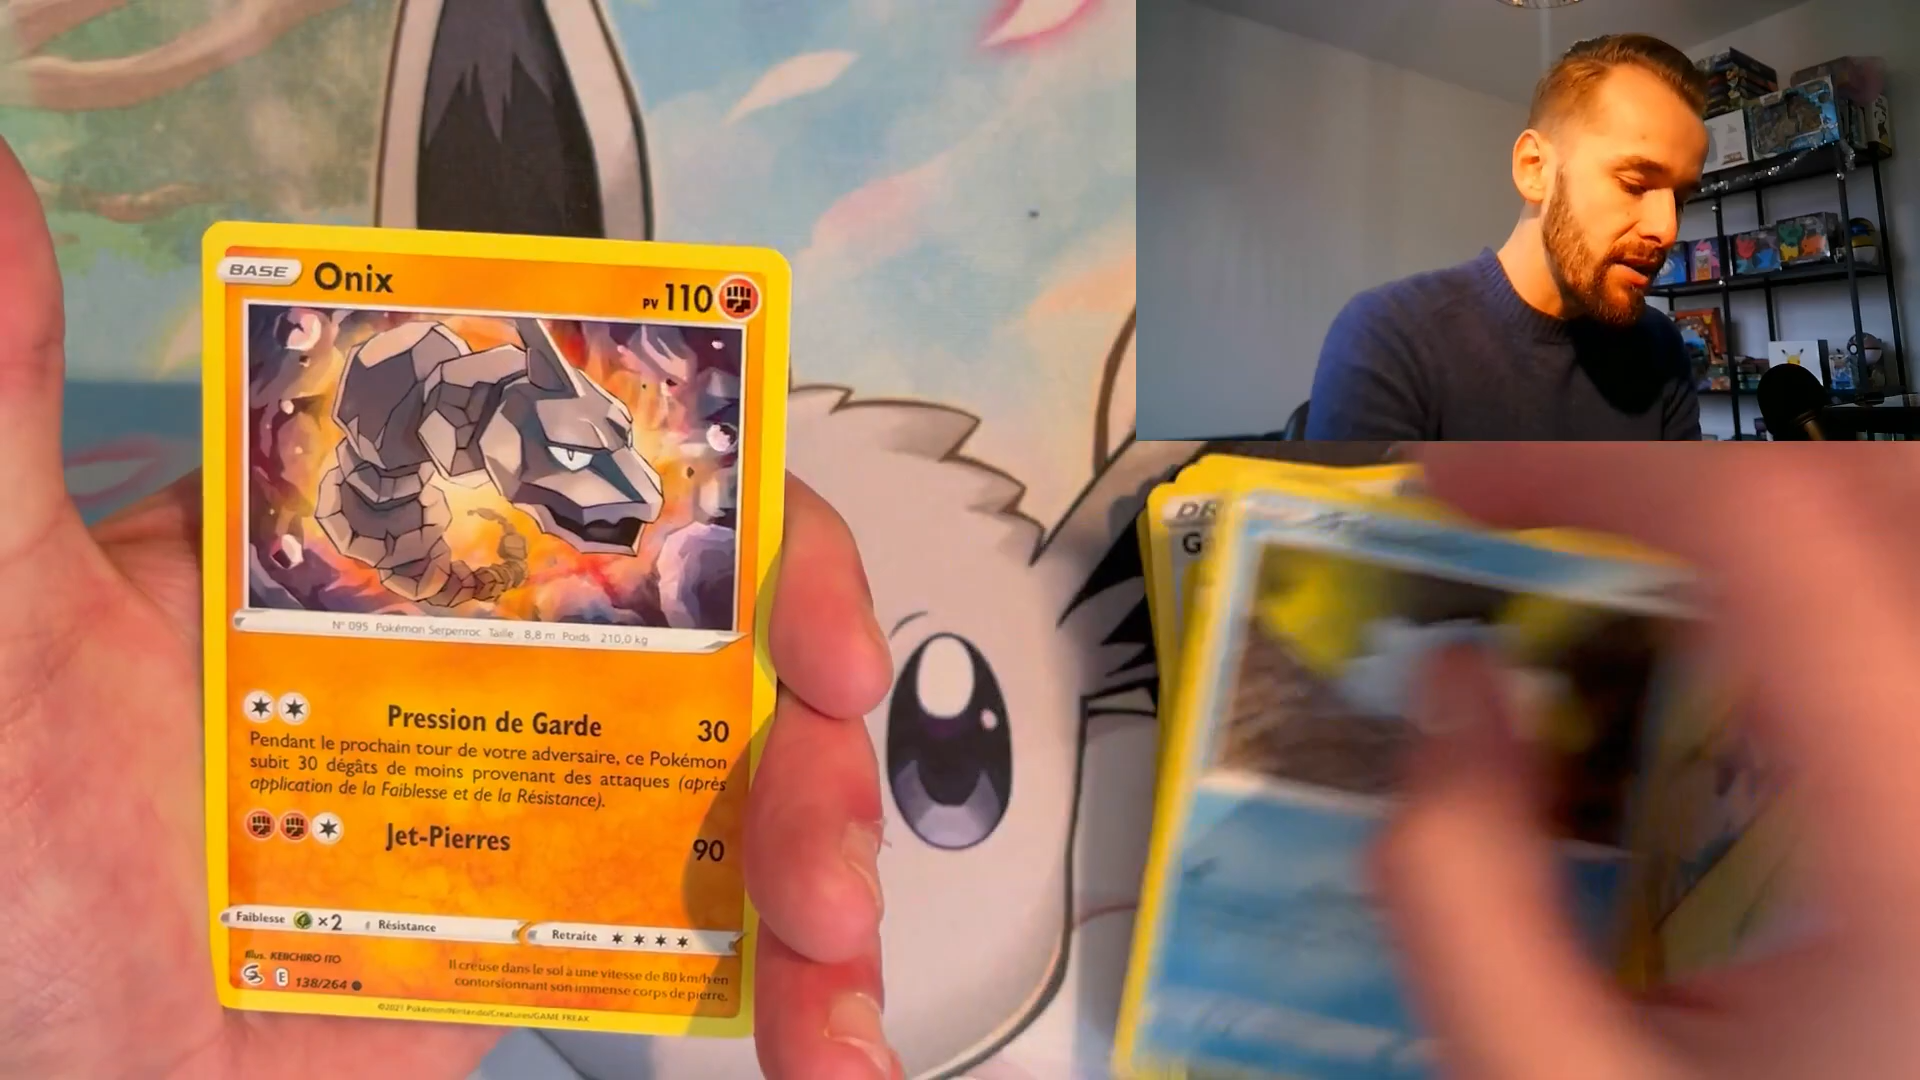 BASE Onix PV 110
N° 095 Pokémon Serpenroc Taille : 8,8 m Poids : 210,0 kg
Pression de Garde 30
Pendant le prochain tour de votre adversaire, ce Pokémon
subit 30 dégâts de moins provenant des attaques (après
application de la Faiblesse et de la Résistance).
Jet-Pierres 90
Faiblesse ×2 Résistance Retraite
Illus. KEIICHIRO ITO
E 138/264
Il creuse dans le sol à une vitesse de 80 km/h en
contorsionnant son immense corps de pierre.
©2021 Pokémon/Nintendo/Creatures/GAME FREAK